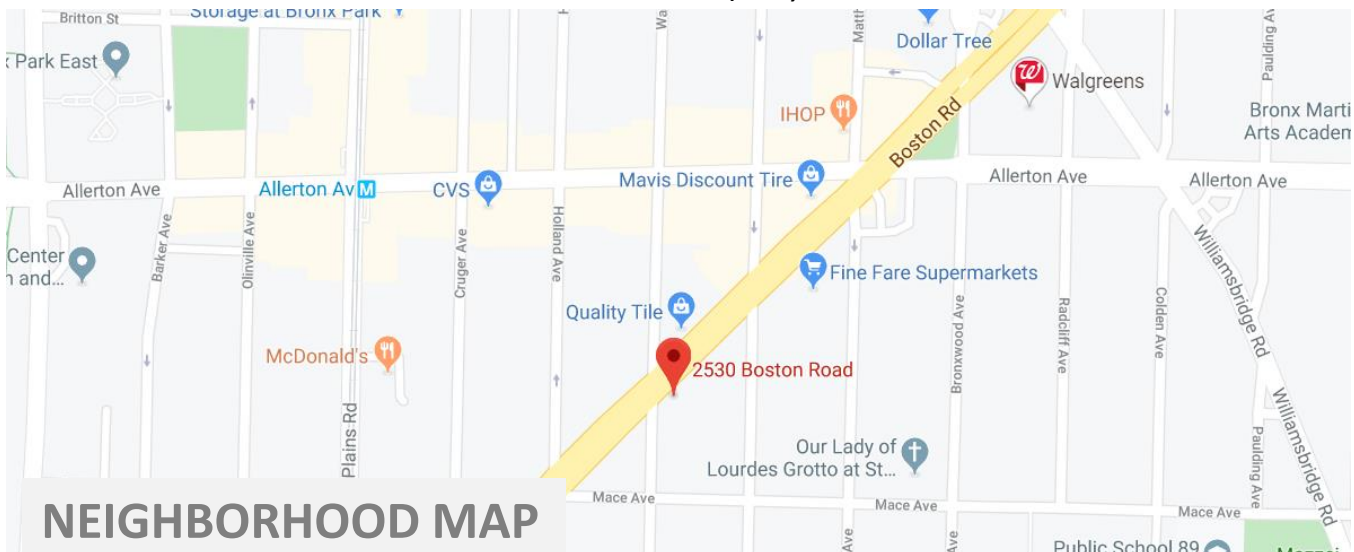 Britton St
Storage at Bronx Park
Park East
Dollar Tree
Walgreens
Paulding Av
Bronx Marti
Arts Academ
IHOP
Boston Rd
Allerton Ave
Allerton Av M
CVS
Mavis Discount Tire
Allerton Ave
Allerton Ave
Center
n and...
Barker Ave
Olinville Ave
Cruger Ave
Holland Ave
Fine Fare Supermarkets
Williamsbridge Rd
Quality Tile
Bronxwood Ave
Radcliff Ave
Colden Ave
McDonald's
2530 Boston Road
Plains Rd
Our Lady of
Lourdes Grotto at St...
Paulding Ave
Williamsbridge Rd
Mace Ave
Mace Ave
Mace Ave
NEIGHBORHOOD MAP
Ave
Ave
Public School 89